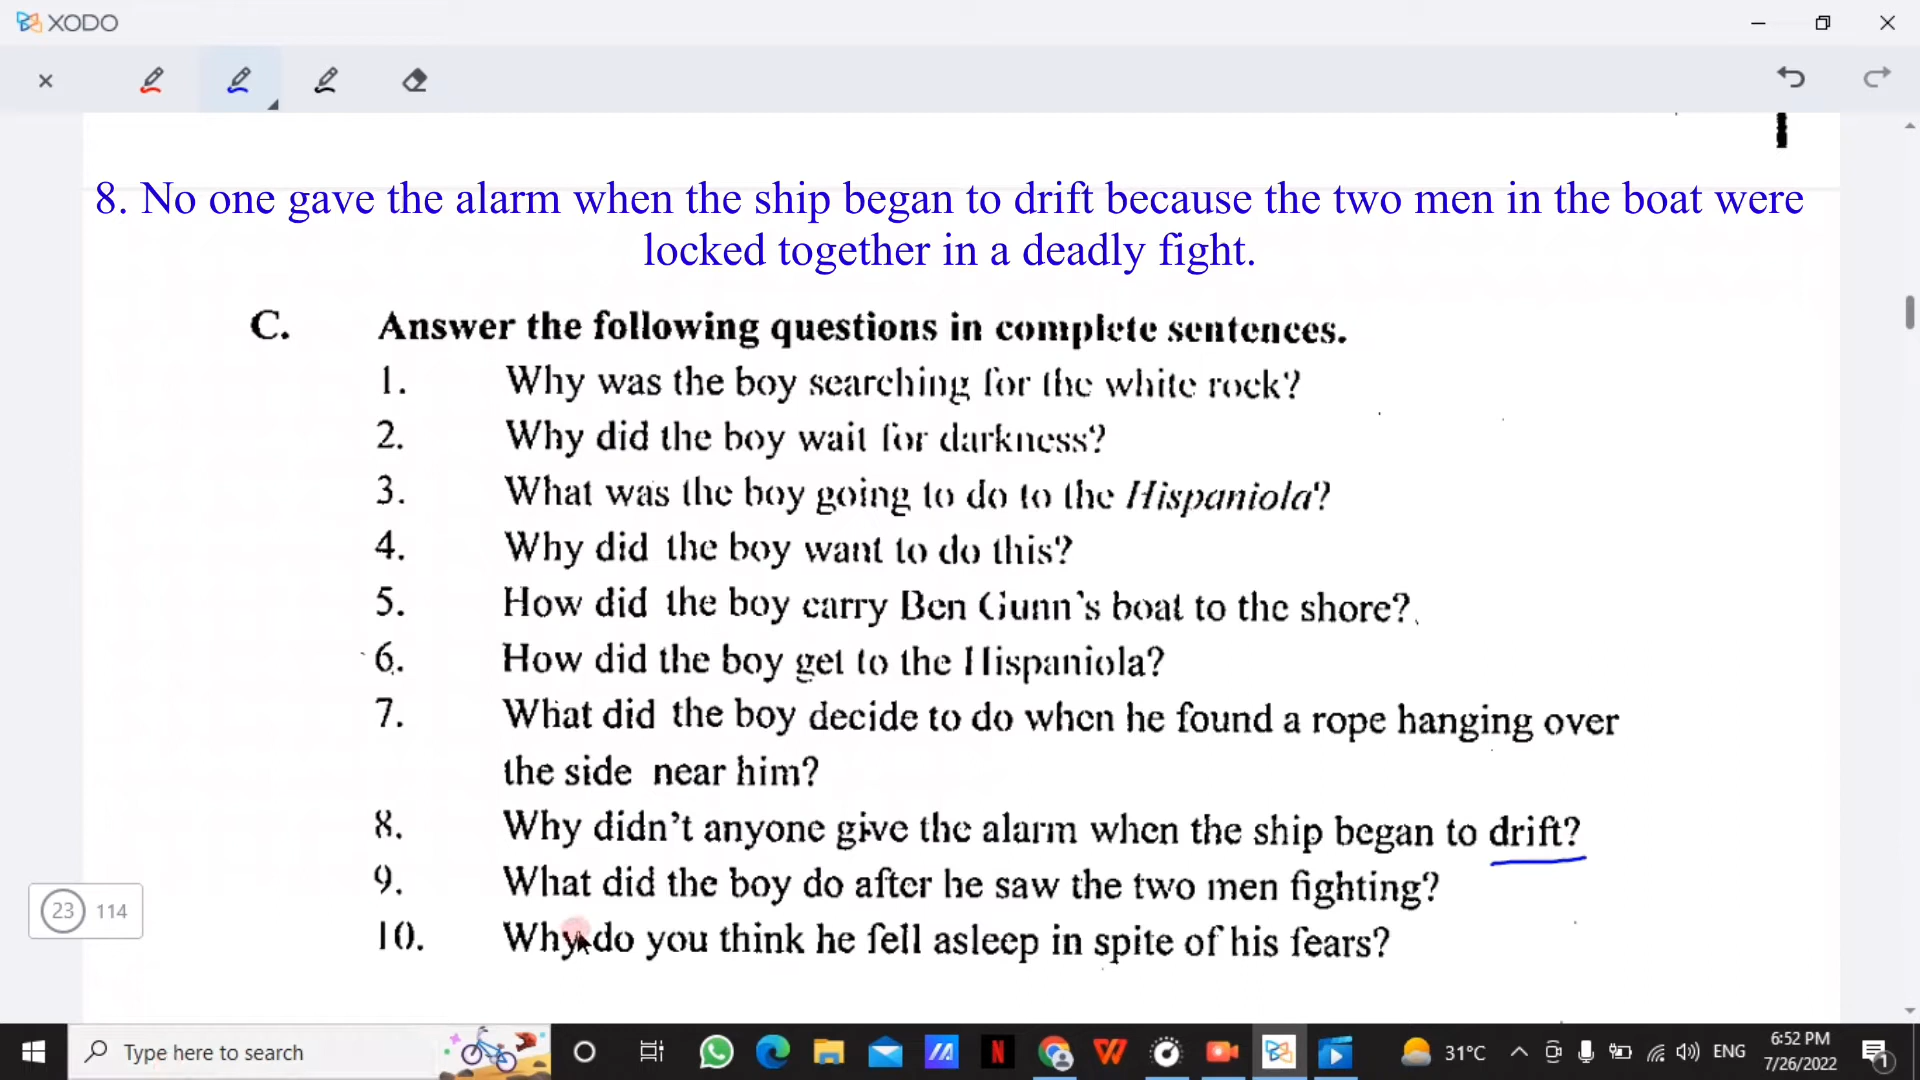 XODO
8. No one gave the alarm when the ship began to drift because the two men in the boat were
locked together in a deadly fight.
C. Answer the following questions in complete sentences.
1. Why was the boy searching for the white rock?
2. Why did the boy wait for darkness?
3. What was the boy going to do to the Hispaniola?
4. Why did the boy want to do this?
5. How did the boy carry Ben Gunn's boat to the shore?
6. How did the boy get to the Hispaniola?
7. What did the boy decide to do when he found a rope hanging over
the side near him?
8. Why didn't anyone give the alarm when the ship began to drift?
9. What did the boy do after he saw the two men fighting?
23 114
10. Why do you think he fell asleep in spite of his fears?
Type here to search
31°C
ENG
6:52 PM
7/26/2022
1